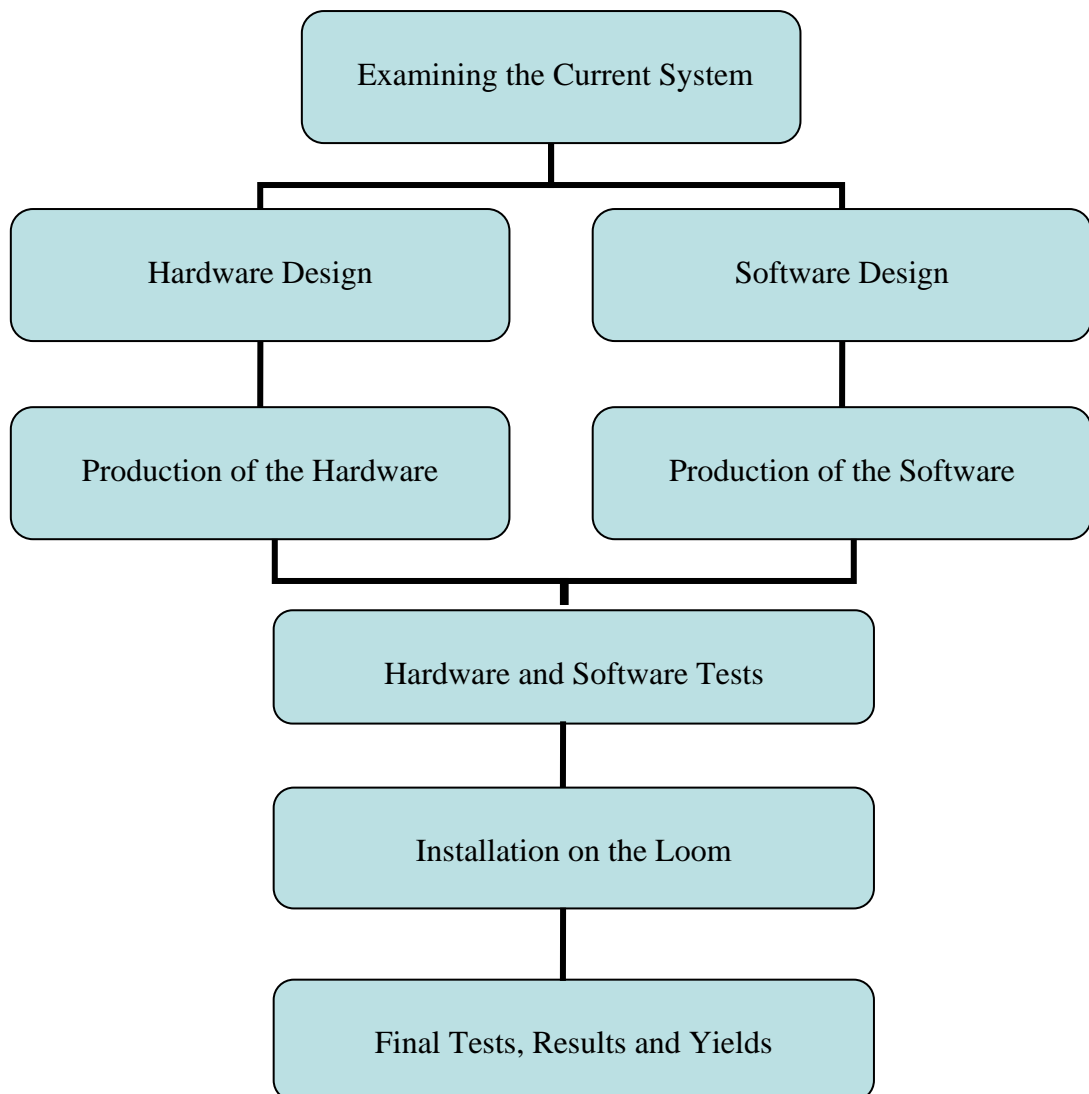 Examining the Current System
Hardware Design
Software Design
Production of the Hardware
Production of the Software
Hardware and Software Tests
Installation on the Loom
Final Tests, Results and Yields